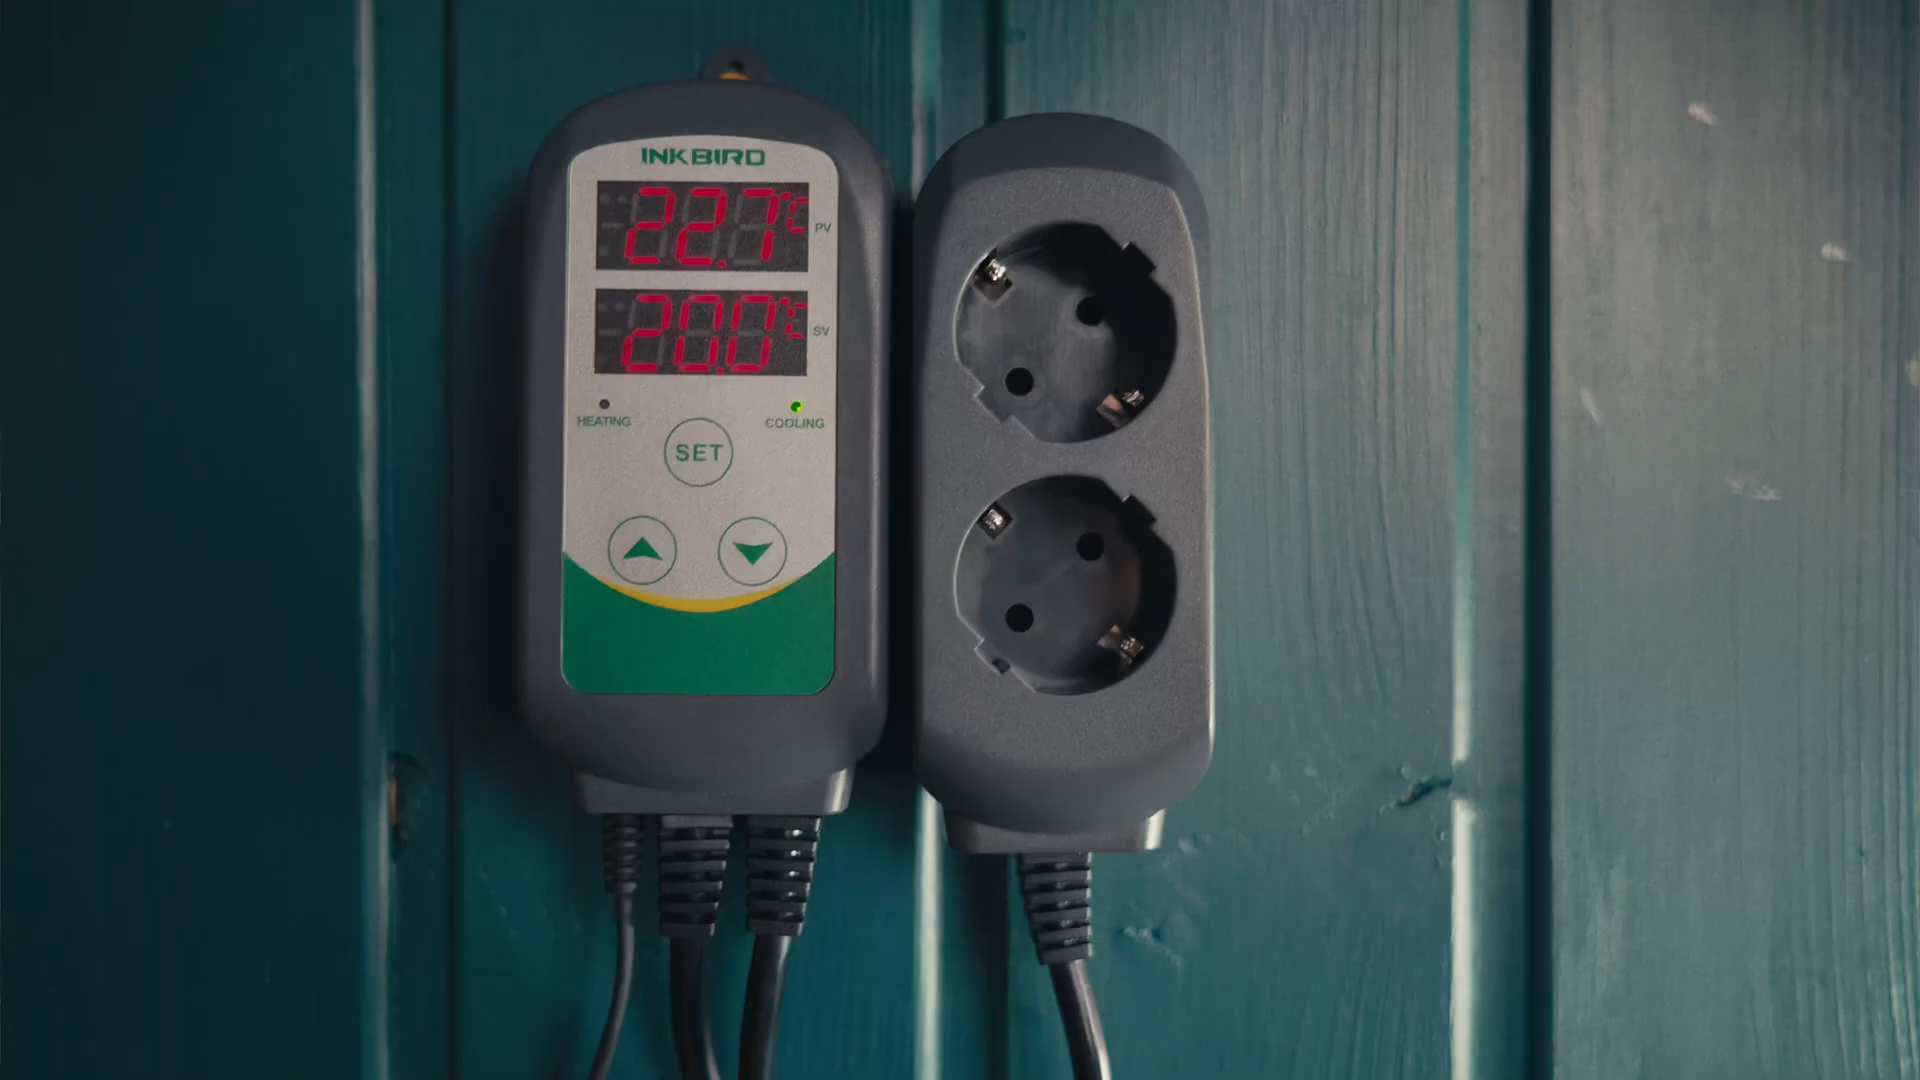 INKBIRD
22.7°C PV
20.0°C SV
HEATING COOLING
SET